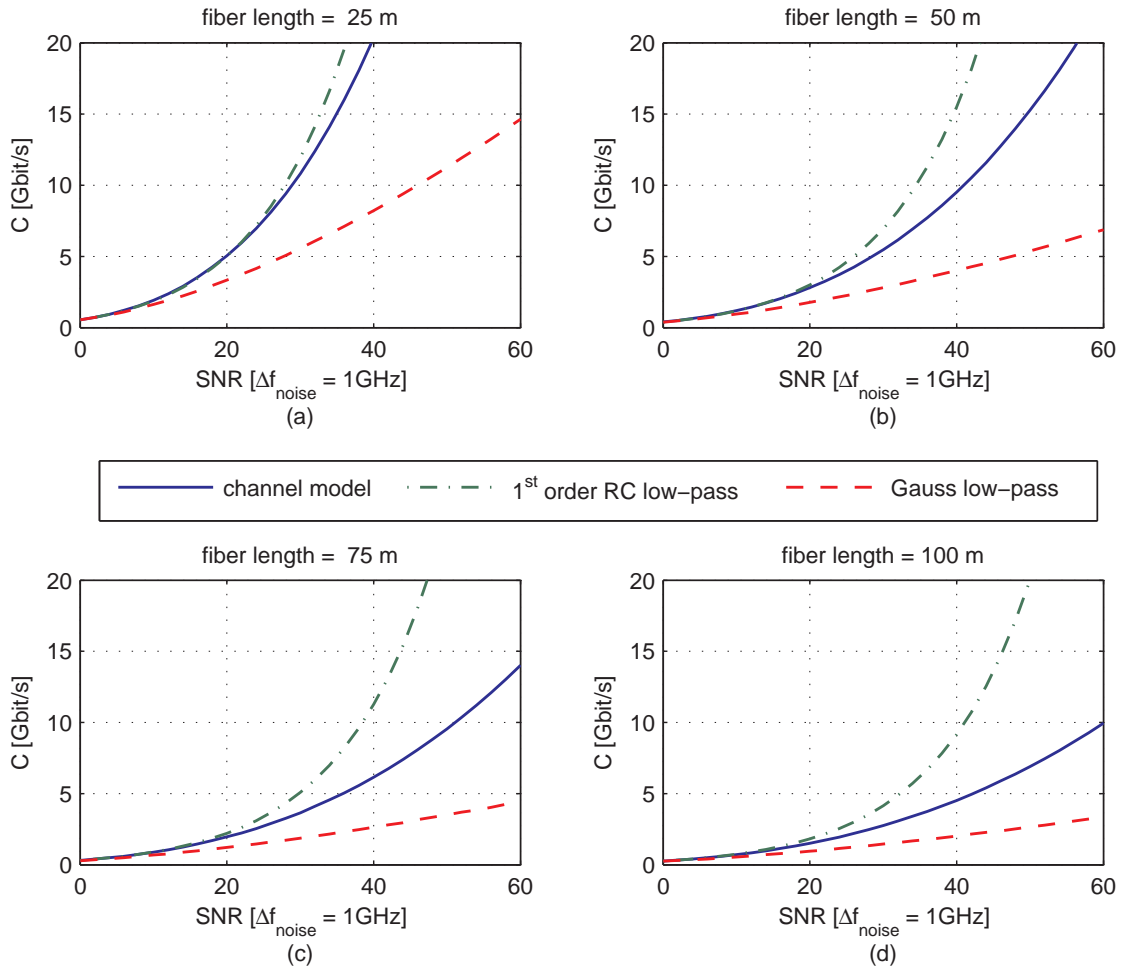 fiber length = 25 m
20
15
10
5
0
C [Gbit/s]
0 20 40 60
SNR [Δf_noise = 1GHz]
(a)
fiber length = 50 m
20
15
10
5
0
C [Gbit/s]
0 20 40 60
SNR [Δf_noise = 1GHz]
(b)
channel model 1st order RC low−pass Gauss low−pass
fiber length = 75 m
20
15
10
5
0
C [Gbit/s]
0 20 40 60
SNR [Δf_noise = 1GHz]
(c)
fiber length = 100 m
20
15
10
5
0
C [Gbit/s]
0 20 40 60
SNR [Δf_noise = 1GHz]
(d)